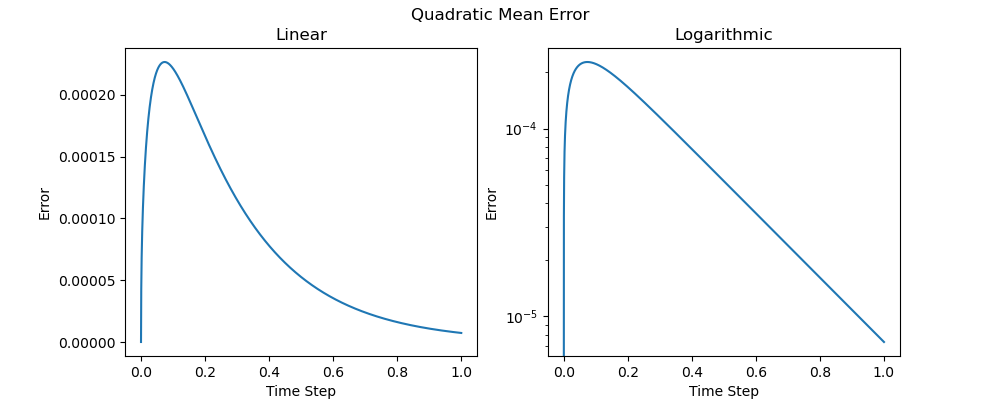 Quadratic Mean Error
Linear
Error
0.00020
0.00015
0.00010
0.00005
0.00000
0.0 0.2 0.4 0.6 0.8 1.0
Time Step
Logarithmic
Error
10⁻⁴
10⁻⁵
0.0 0.2 0.4 0.6 0.8 1.0
Time Step